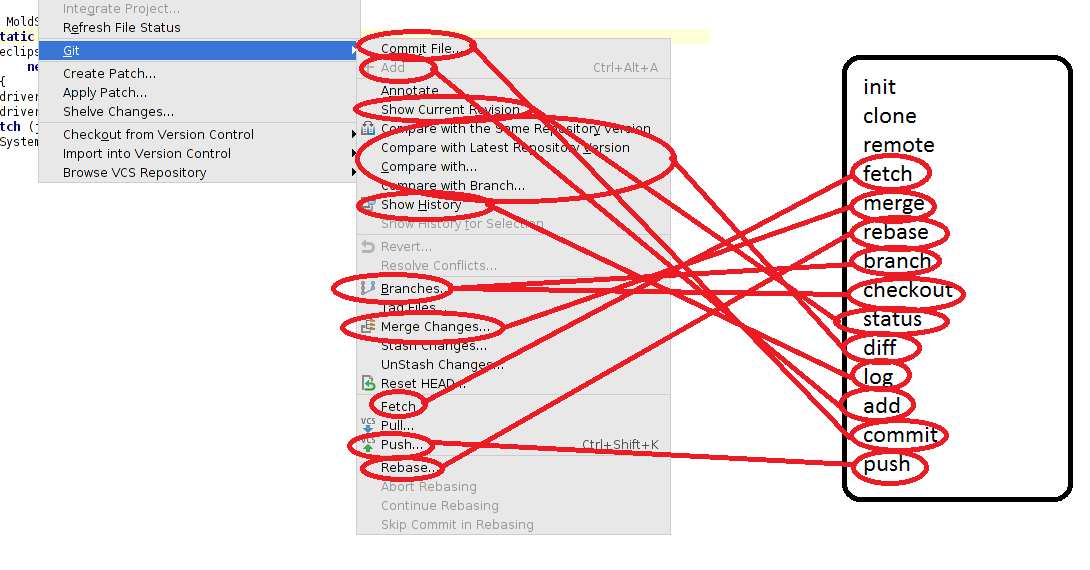 Integrate Project...
MoldS
Refresh File Status
tatic
eclips
Git
ne
Create Patch...
{
driver
Apply Patch...
driver
Shelve Changes...
tch (j
Checkout from Version Control
System
Import into Version Control
Browse VCS Repository
Commit File...
Add Ctrl+Alt+A
Annotate
Show Current Revision
Compare with the Same Repository Version
Compare with Latest Repository Version
Compare with...
Compare with Branch...
Show History
Show History for Selection
Revert...
Resolve Conflicts...
Branches...
Tag Files...
Merge Changes...
Stash Changes...
UnStash Changes...
Reset HEAD...
Fetch
VCS
Pull...
VCS
Push... Ctrl+Shift+K
Rebase...
Abort Rebasing
Continue Rebasing
Skip Commit in Rebasing
init
clone
remote
fetch
merge
rebase
branch
checkout
status
diff
log
add
commit
push